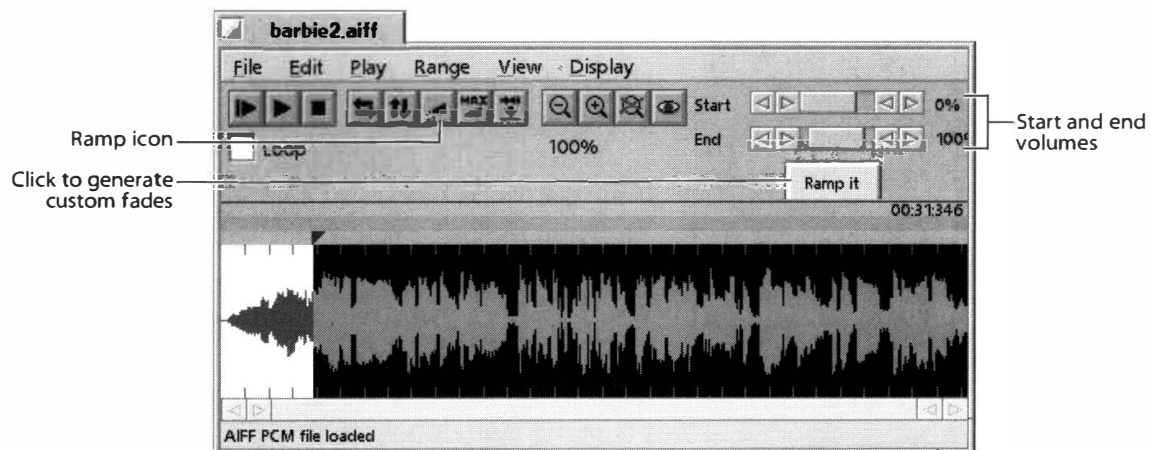 barbie2.aiff
File Edit Play Range View Display
MAX
Start 0%
End 100%
Loop
100%
Ramp it
00:31:346
AIFF PCM file loaded
Ramp icon
Click to generate
custom fades
Start and end
volumes